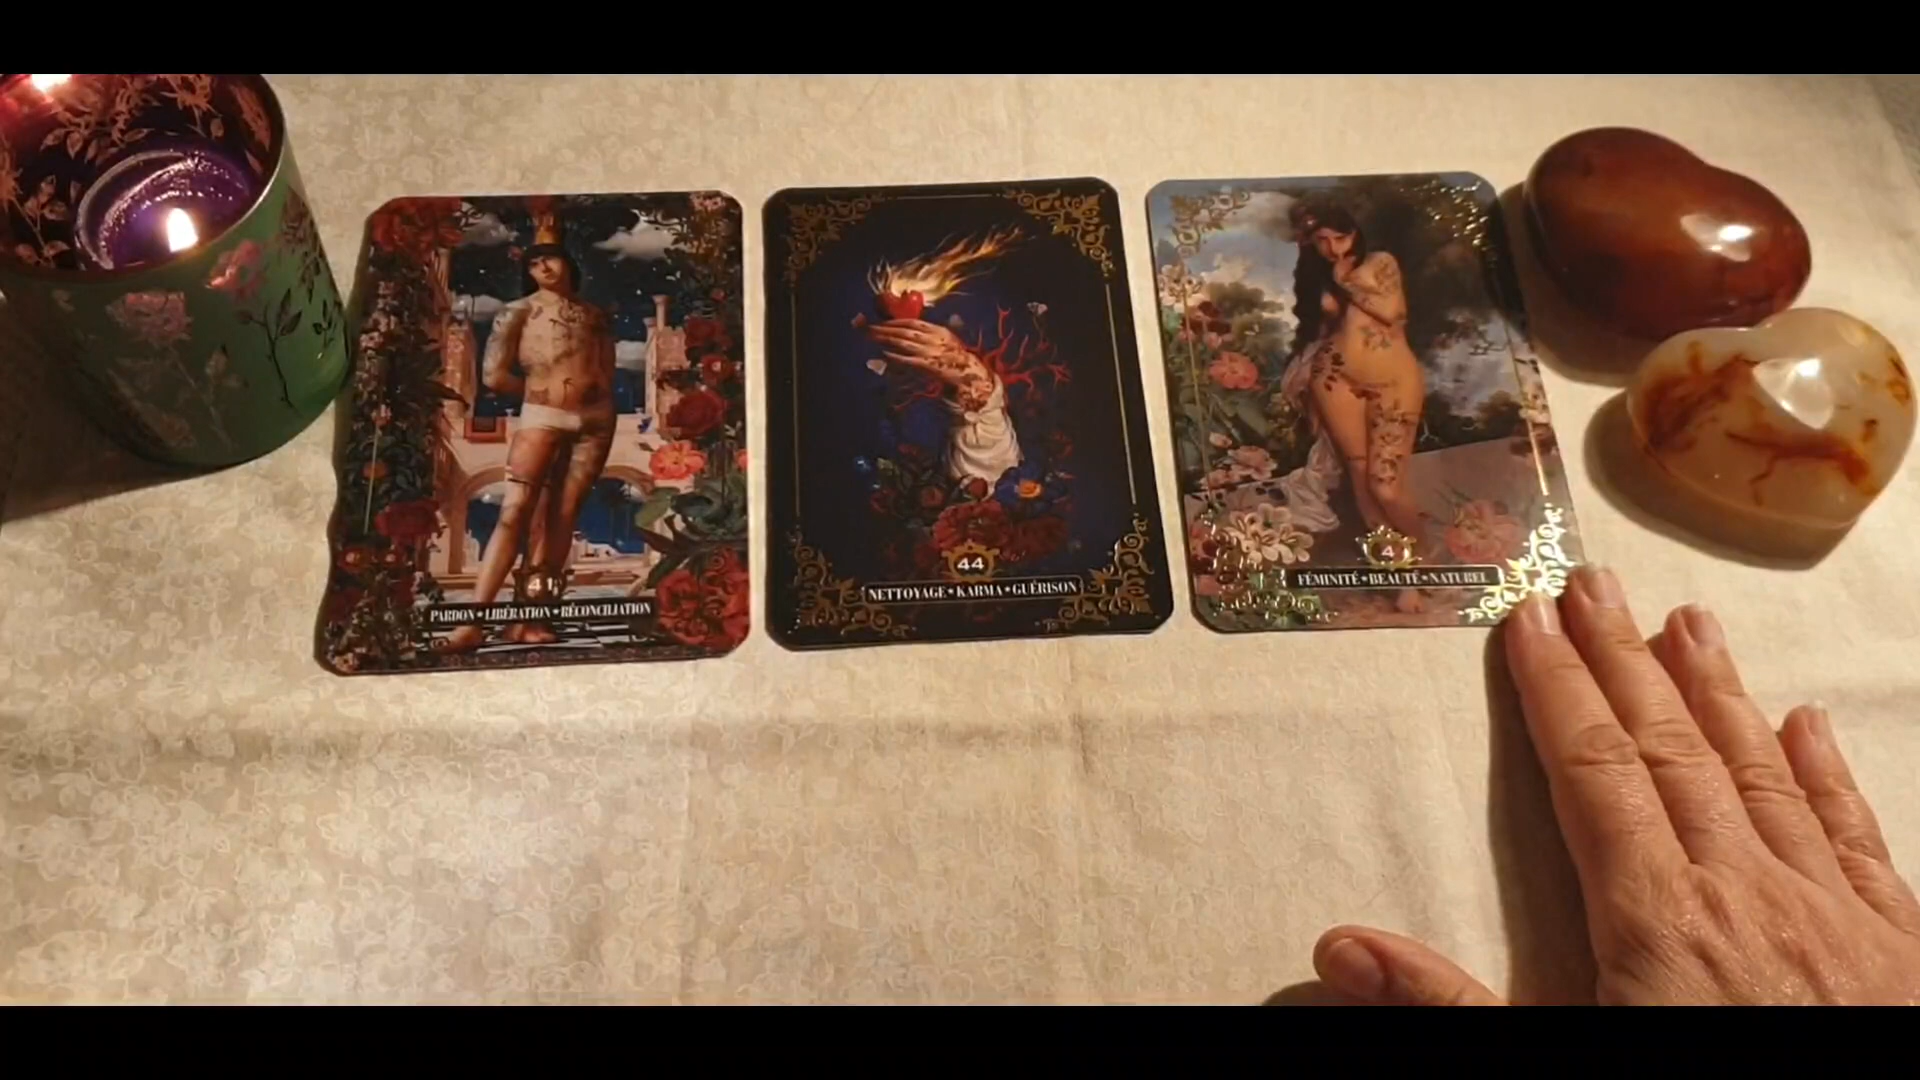 41
PARDON • LIBÉRATION • RÉCONCILIATION
44
NETTOYAGE • KARMA • GUÉRISON
4
FÉMINITÉ • BEAUTÉ • NATUREL